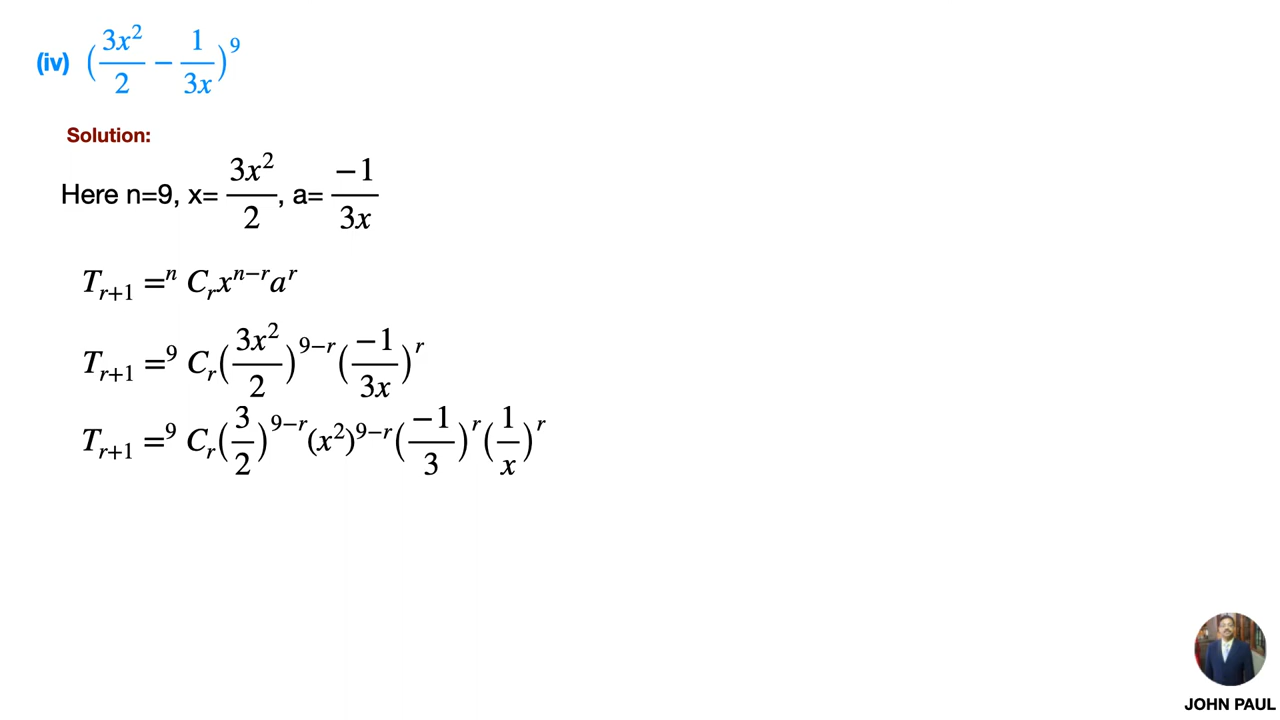 (iv) (3x²/2 − 1/3x)⁹
Solution:
Here n=9, x= 3x²/2, a= −1/3x
Tᵣ₊₁ =ⁿ Cᵣxⁿ⁻ʳaʳ
Tᵣ₊₁ =⁹ Cᵣ(3x²/2)⁹⁻ʳ(−1/3x)ʳ
Tᵣ₊₁ =⁹ Cᵣ(3/2)⁹⁻ʳ(x²)⁹⁻ʳ(−1/3)ʳ(1/x)ʳ
JOHN PAUL